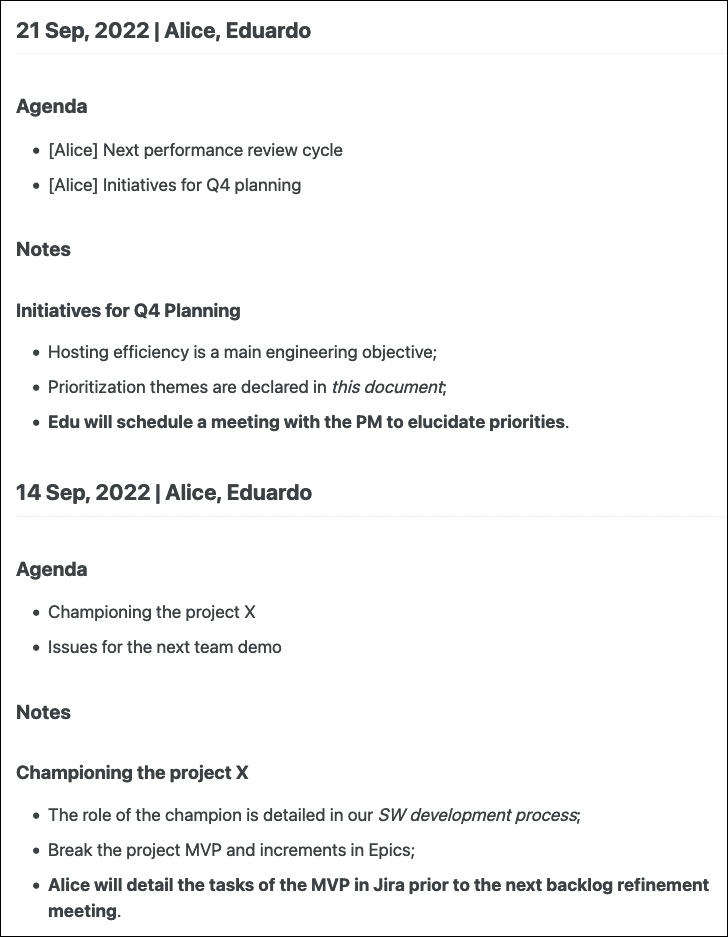 21 Sep, 2022 | Alice, Eduardo
Agenda
• [Alice] Next performance review cycle
• [Alice] Initiatives for Q4 planning
Notes
Initiatives for Q4 Planning
• Hosting efficiency is a main engineering objective;
• Prioritization themes are declared in this document;
• Edu will schedule a meeting with the PM to elucidate priorities.
14 Sep, 2022 | Alice, Eduardo
Agenda
• Championing the project X
• Issues for the next team demo
Notes
Championing the project X
• The role of the champion is detailed in our SW development process;
• Break the project MVP and increments in Epics;
• Alice will detail the tasks of the MVP in Jira prior to the next backlog refinement
meeting.